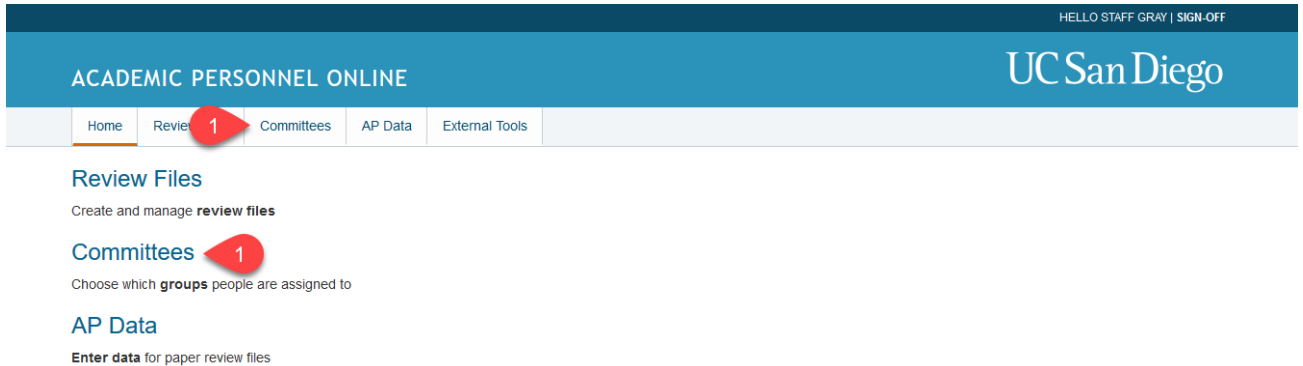 HELLO STAFF GRAY | SIGN-OFF
ACADEMIC PERSONNEL ONLINE
UC San Diego
Home Review 1 Committees AP Data External Tools
Review Files
Create and manage review files
Committees 1
Choose which groups people are assigned to
AP Data
Enter data for paper review files